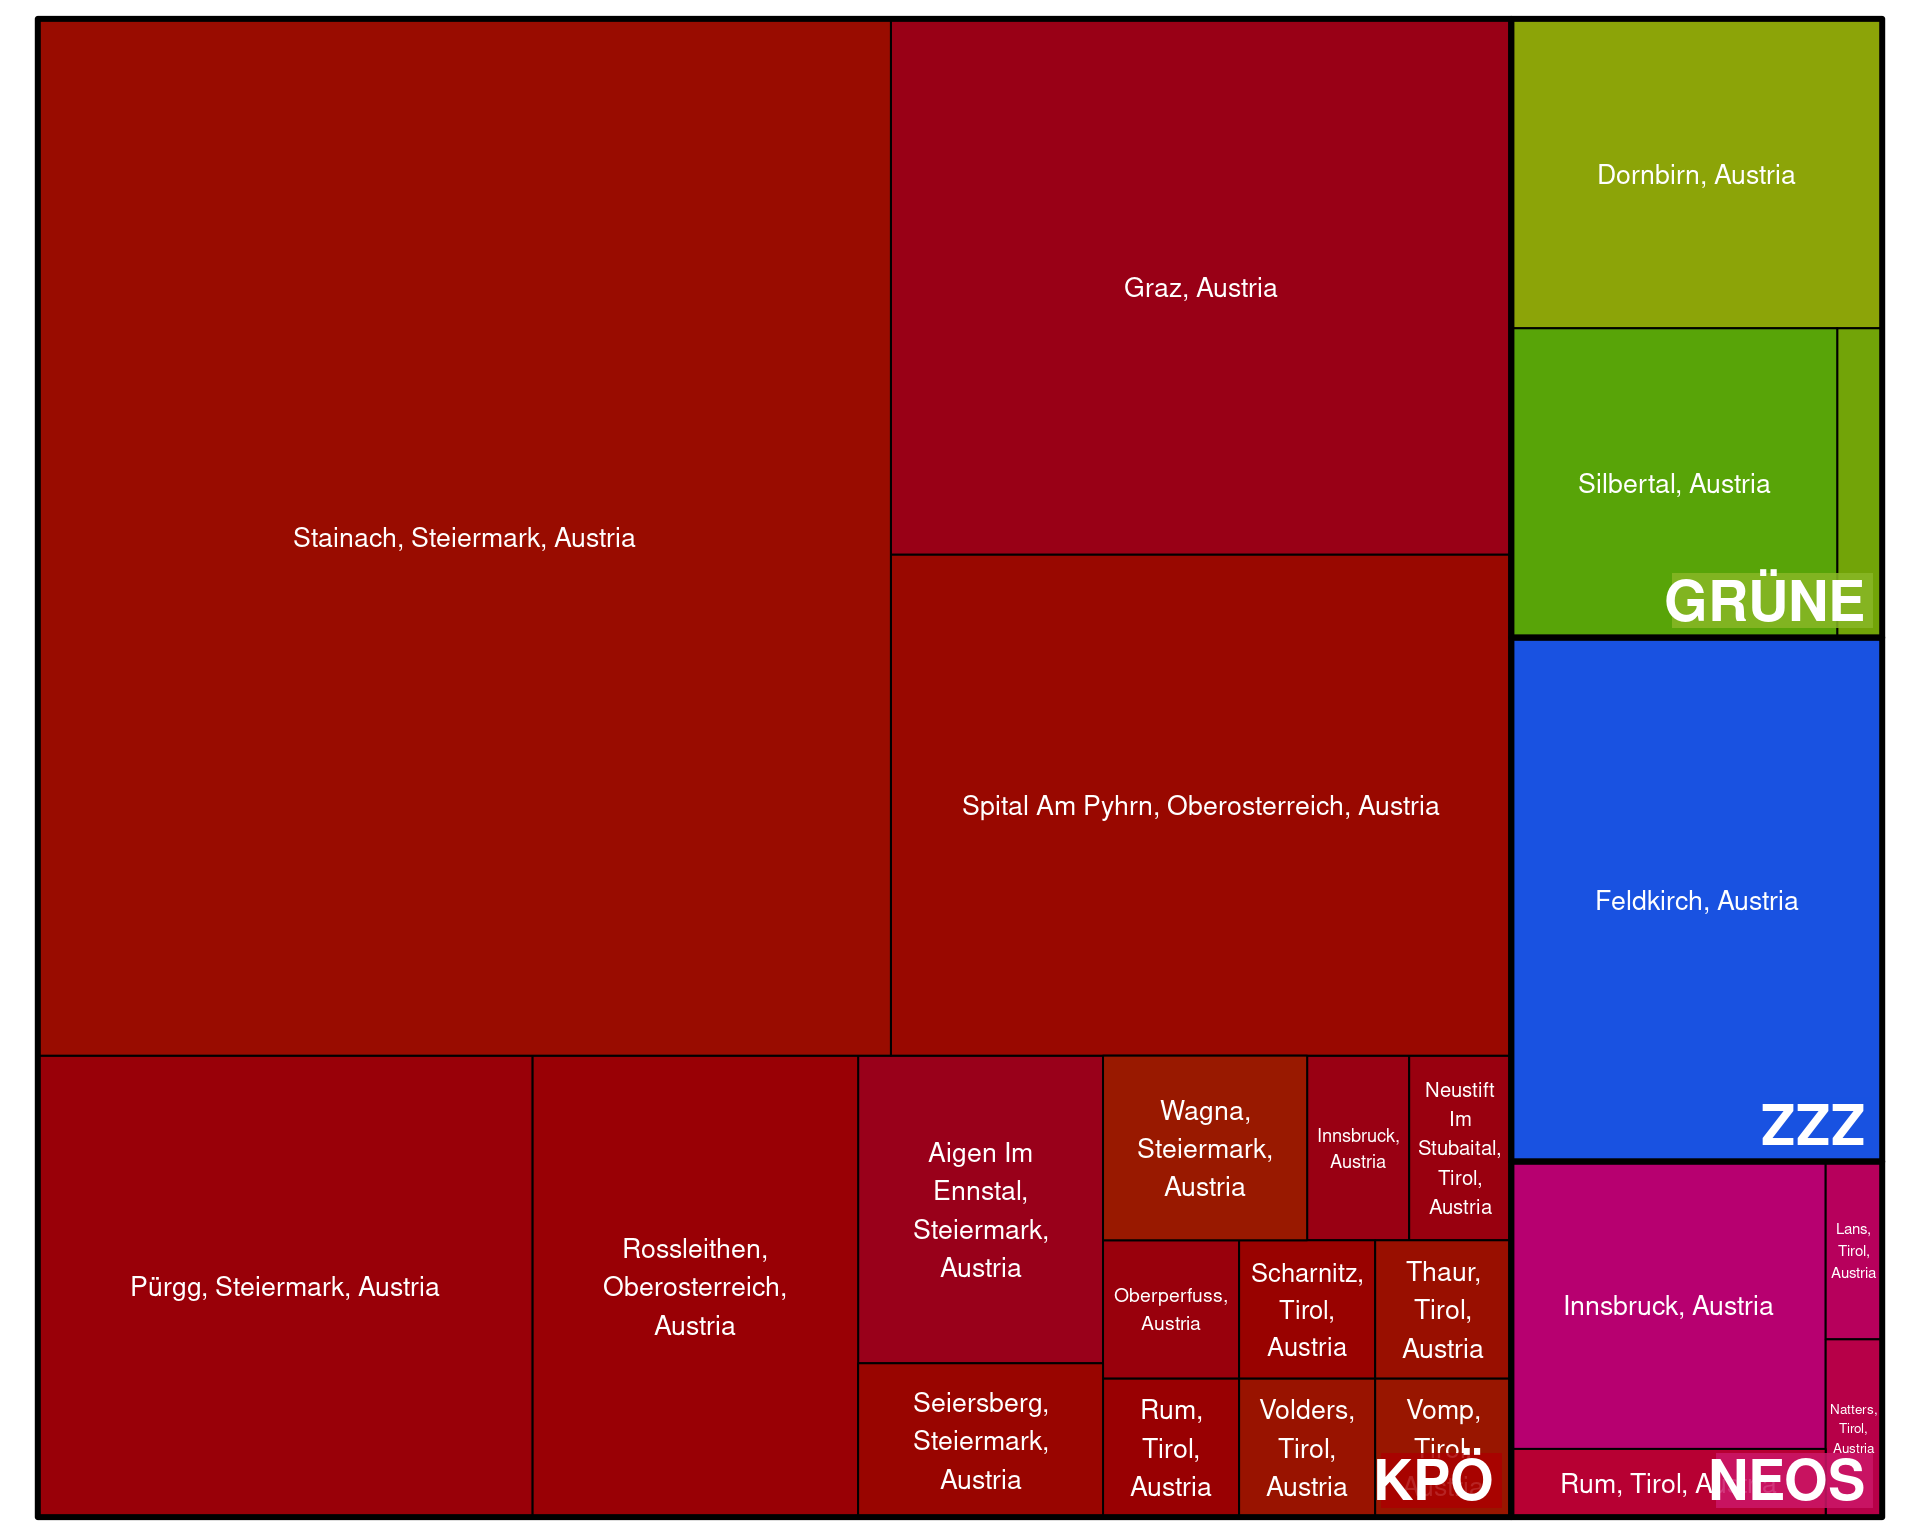 Stainach, Steiermark, Austria
Graz, Austria
Spital Am Pyhrn, Oberosterreich, Austria
Pürgg, Steiermark, Austria
Rossleithen,
Oberosterreich,
Austria
Aigen Im
Ennstal,
Steiermark,
Austria
Seiersberg,
Steiermark,
Austria
Wagna,
Steiermark,
Austria
Innsbruck,
Austria
Neustift
Im
Stubaital,
Tirol,
Austria
Oberperfuss,
Austria
Scharnitz,
Tirol,
Austria
Thaur,
Tirol,
Austria
Rum,
Tirol,
Austria
Volders,
Tirol,
Austria
Vomp,
Tirol,
Austria
KPÖ
Dornbirn, Austria
Silbertal, Austria
GRÜNE
Feldkirch, Austria
ZZZ
Innsbruck, Austria
Lans,
Tirol,
Austria
Natters,
Tirol,
Austria
Rum, Tirol, Austria
NEOS